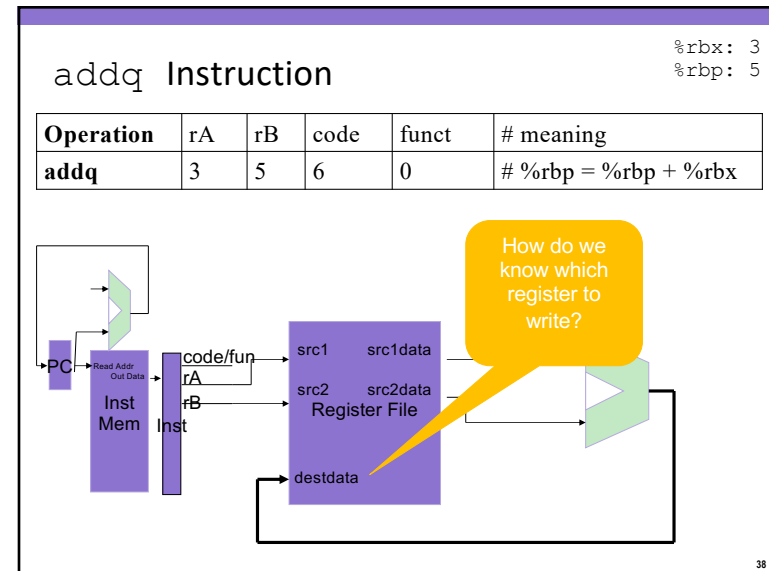 %rbx: 3
%rbp: 5
addq Instruction
Operation rA rB code funct # meaning
addq 3 5 6 0 # %rbp = %rbp + %rbx
How do we
know which
register to
write?
PC
Read Addr
Out Data
Inst
Mem
Inst
code/fun
rA
rB
src1 src1data
src2 src2data
Register File
destdata
38